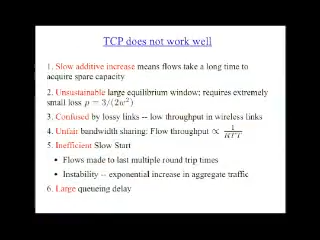 TCP does not work well
1. Slow additive increase means flows take a long time to
acquire spare capacity
2. Unsustainable large equilibrium window; requires extremely
small loss p = 3/(2w²)
3. Confused by lossy links -- low throughput in wireless links
4. Unfair bandwidth sharing: Flow throughput ∝ 1/RTT
5. Inefficient Slow Start
• Flows made to last multiple round trip times
• Instability -- exponential increase in aggregate traffic
6. Large queueing delay